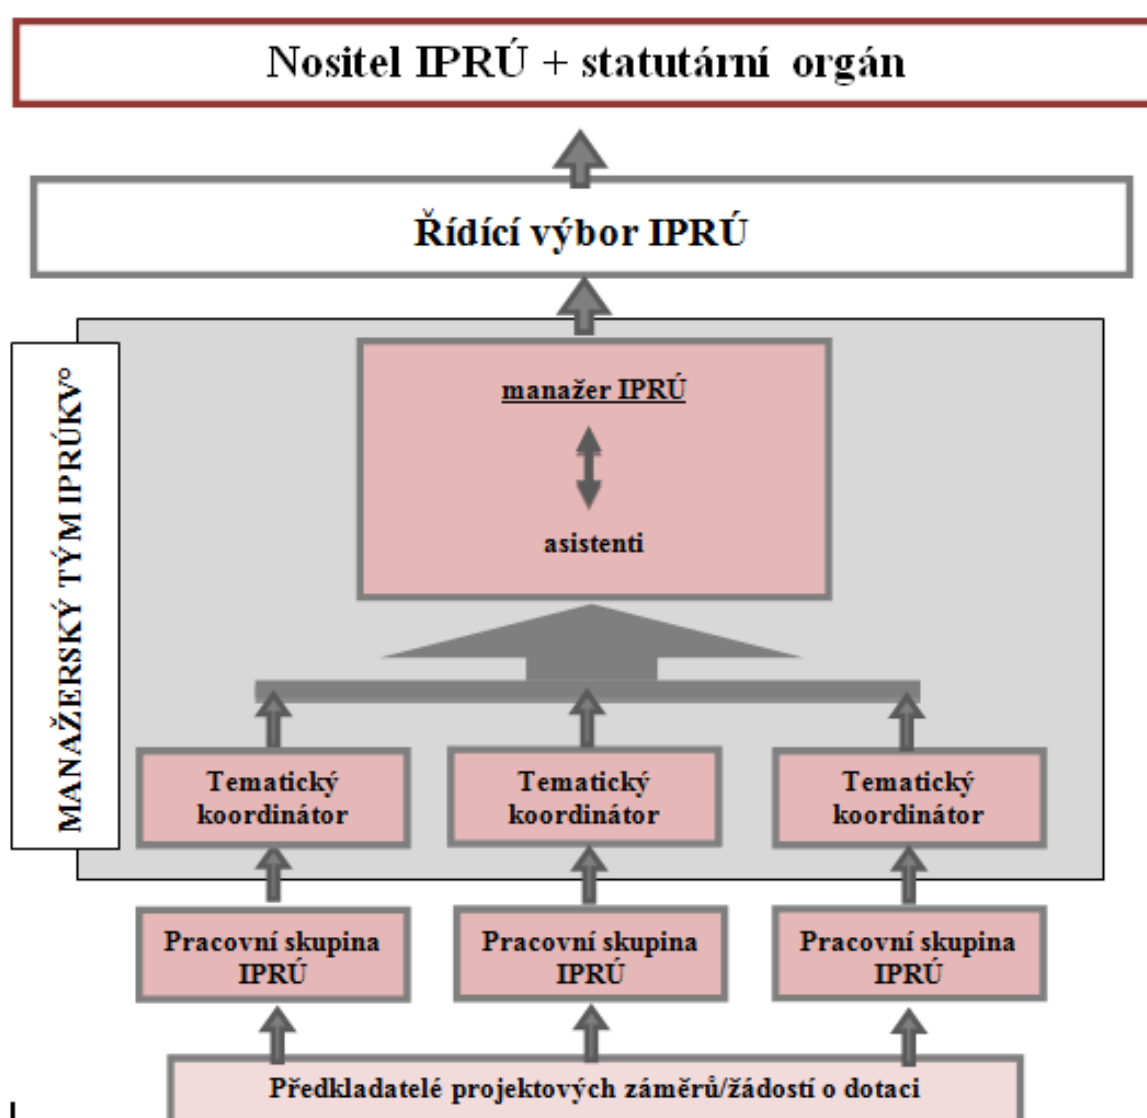 Nositel IPRÚ + statutární orgán
Řídící výbor IPRÚ
MANAŽERSKÝ TÝM IPRÚKV°
manažer IPRÚ
asistenti
Tematický
koordinátor
Tematický
koordinátor
Tematický
koordinátor
Pracovní skupina
IPRÚ
Pracovní skupina
IPRÚ
Pracovní skupina
IPRÚ
Předkladatelé projektových záměrů/žádostí o dotaci